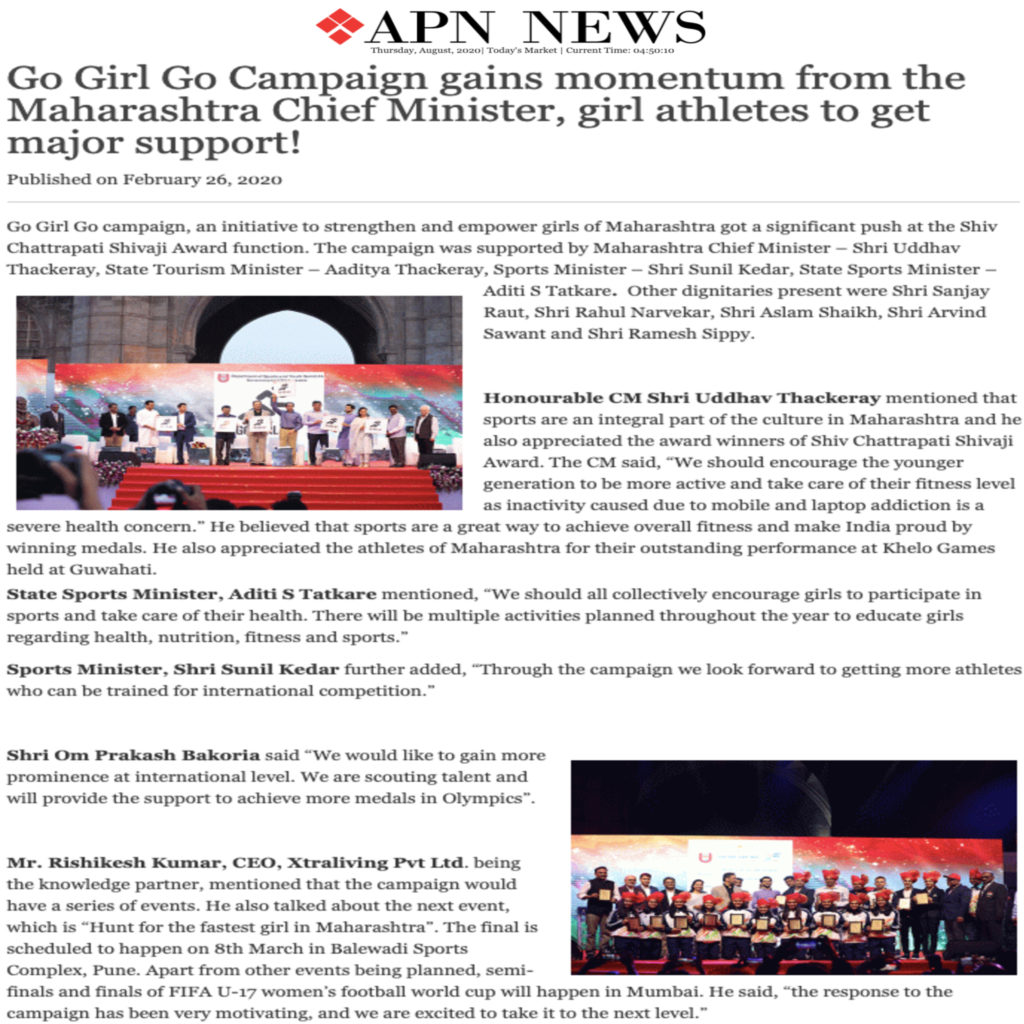 APN NEWS
Thursday, August, 2020| Today's Market | Current Time: 04:50:10
Go Girl Go Campaign gains momentum from the
Maharashtra Chief Minister, girl athletes to get
major support!
Published on February 26, 2020
Go Girl Go campaign, an initiative to strengthen and empower girls of Maharashtra got a significant push at the Shiv
Chattrapati Shivaji Award function. The campaign was supported by Maharashtra Chief Minister – Shri Uddhav
Thackeray, State Tourism Minister – Aaditya Thackeray, Sports Minister – Shri Sunil Kedar, State Sports Minister –
Aditi S Tatkare. Other dignitaries present were Shri Sanjay
Raut, Shri Rahul Narvekar, Shri Aslam Shaikh, Shri Arvind
Sawant and Shri Ramesh Sippy.
Honourable CM Shri Uddhav Thackeray mentioned that
sports are an integral part of the culture in Maharashtra and he
also appreciated the award winners of Shiv Chattrapati Shivaji
Award. The CM said, “We should encourage the younger
generation to be more active and take care of their fitness level
as inactivity caused due to mobile and laptop addiction is a
severe health concern.” He believed that sports are a great way to achieve overall fitness and make India proud by
winning medals. He also appreciated the athletes of Maharashtra for their outstanding performance at Khelo Games
held at Guwahati.
State Sports Minister, Aditi S Tatkare mentioned, “We should all collectively encourage girls to participate in
sports and take care of their health. There will be multiple activities planned throughout the year to educate girls
regarding health, nutrition, fitness and sports.”
Sports Minister, Shri Sunil Kedar further added, “Through the campaign we look forward to getting more athletes
who can be trained for international competition.”
Shri Om Prakash Bakoria said “We would like to gain more
prominence at international level. We are scouting talent and
will provide the support to achieve more medals in Olympics”.
Mr. Rishikesh Kumar, CEO, Xtraliving Pvt Ltd. being
the knowledge partner, mentioned that the campaign would
have a series of events. He also talked about the next event,
which is “Hunt for the fastest girl in Maharashtra”. The final is
scheduled to happen on 8th March in Balewadi Sports
Complex, Pune. Apart from other events being planned, semi-
finals and finals of FIFA U-17 women’s football world cup will happen in Mumbai. He said, “the response to the
campaign has been very motivating, and we are excited to take it to the next level.”